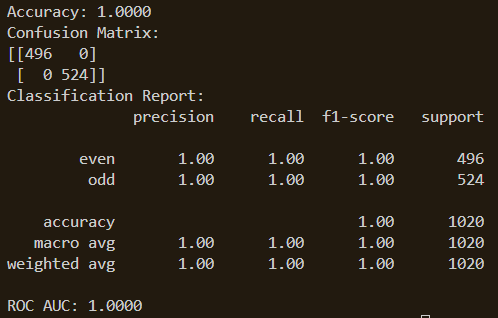 Accuracy: 1.0000
Confusion Matrix:
[[496   0]
 [  0 524]]
Classification Report:
              precision    recall  f1-score   support

        even       1.00      1.00      1.00       496
         odd       1.00      1.00      1.00       524

    accuracy                           1.00      1020
   macro avg       1.00      1.00      1.00      1020
weighted avg       1.00      1.00      1.00      1020

ROC AUC: 1.0000